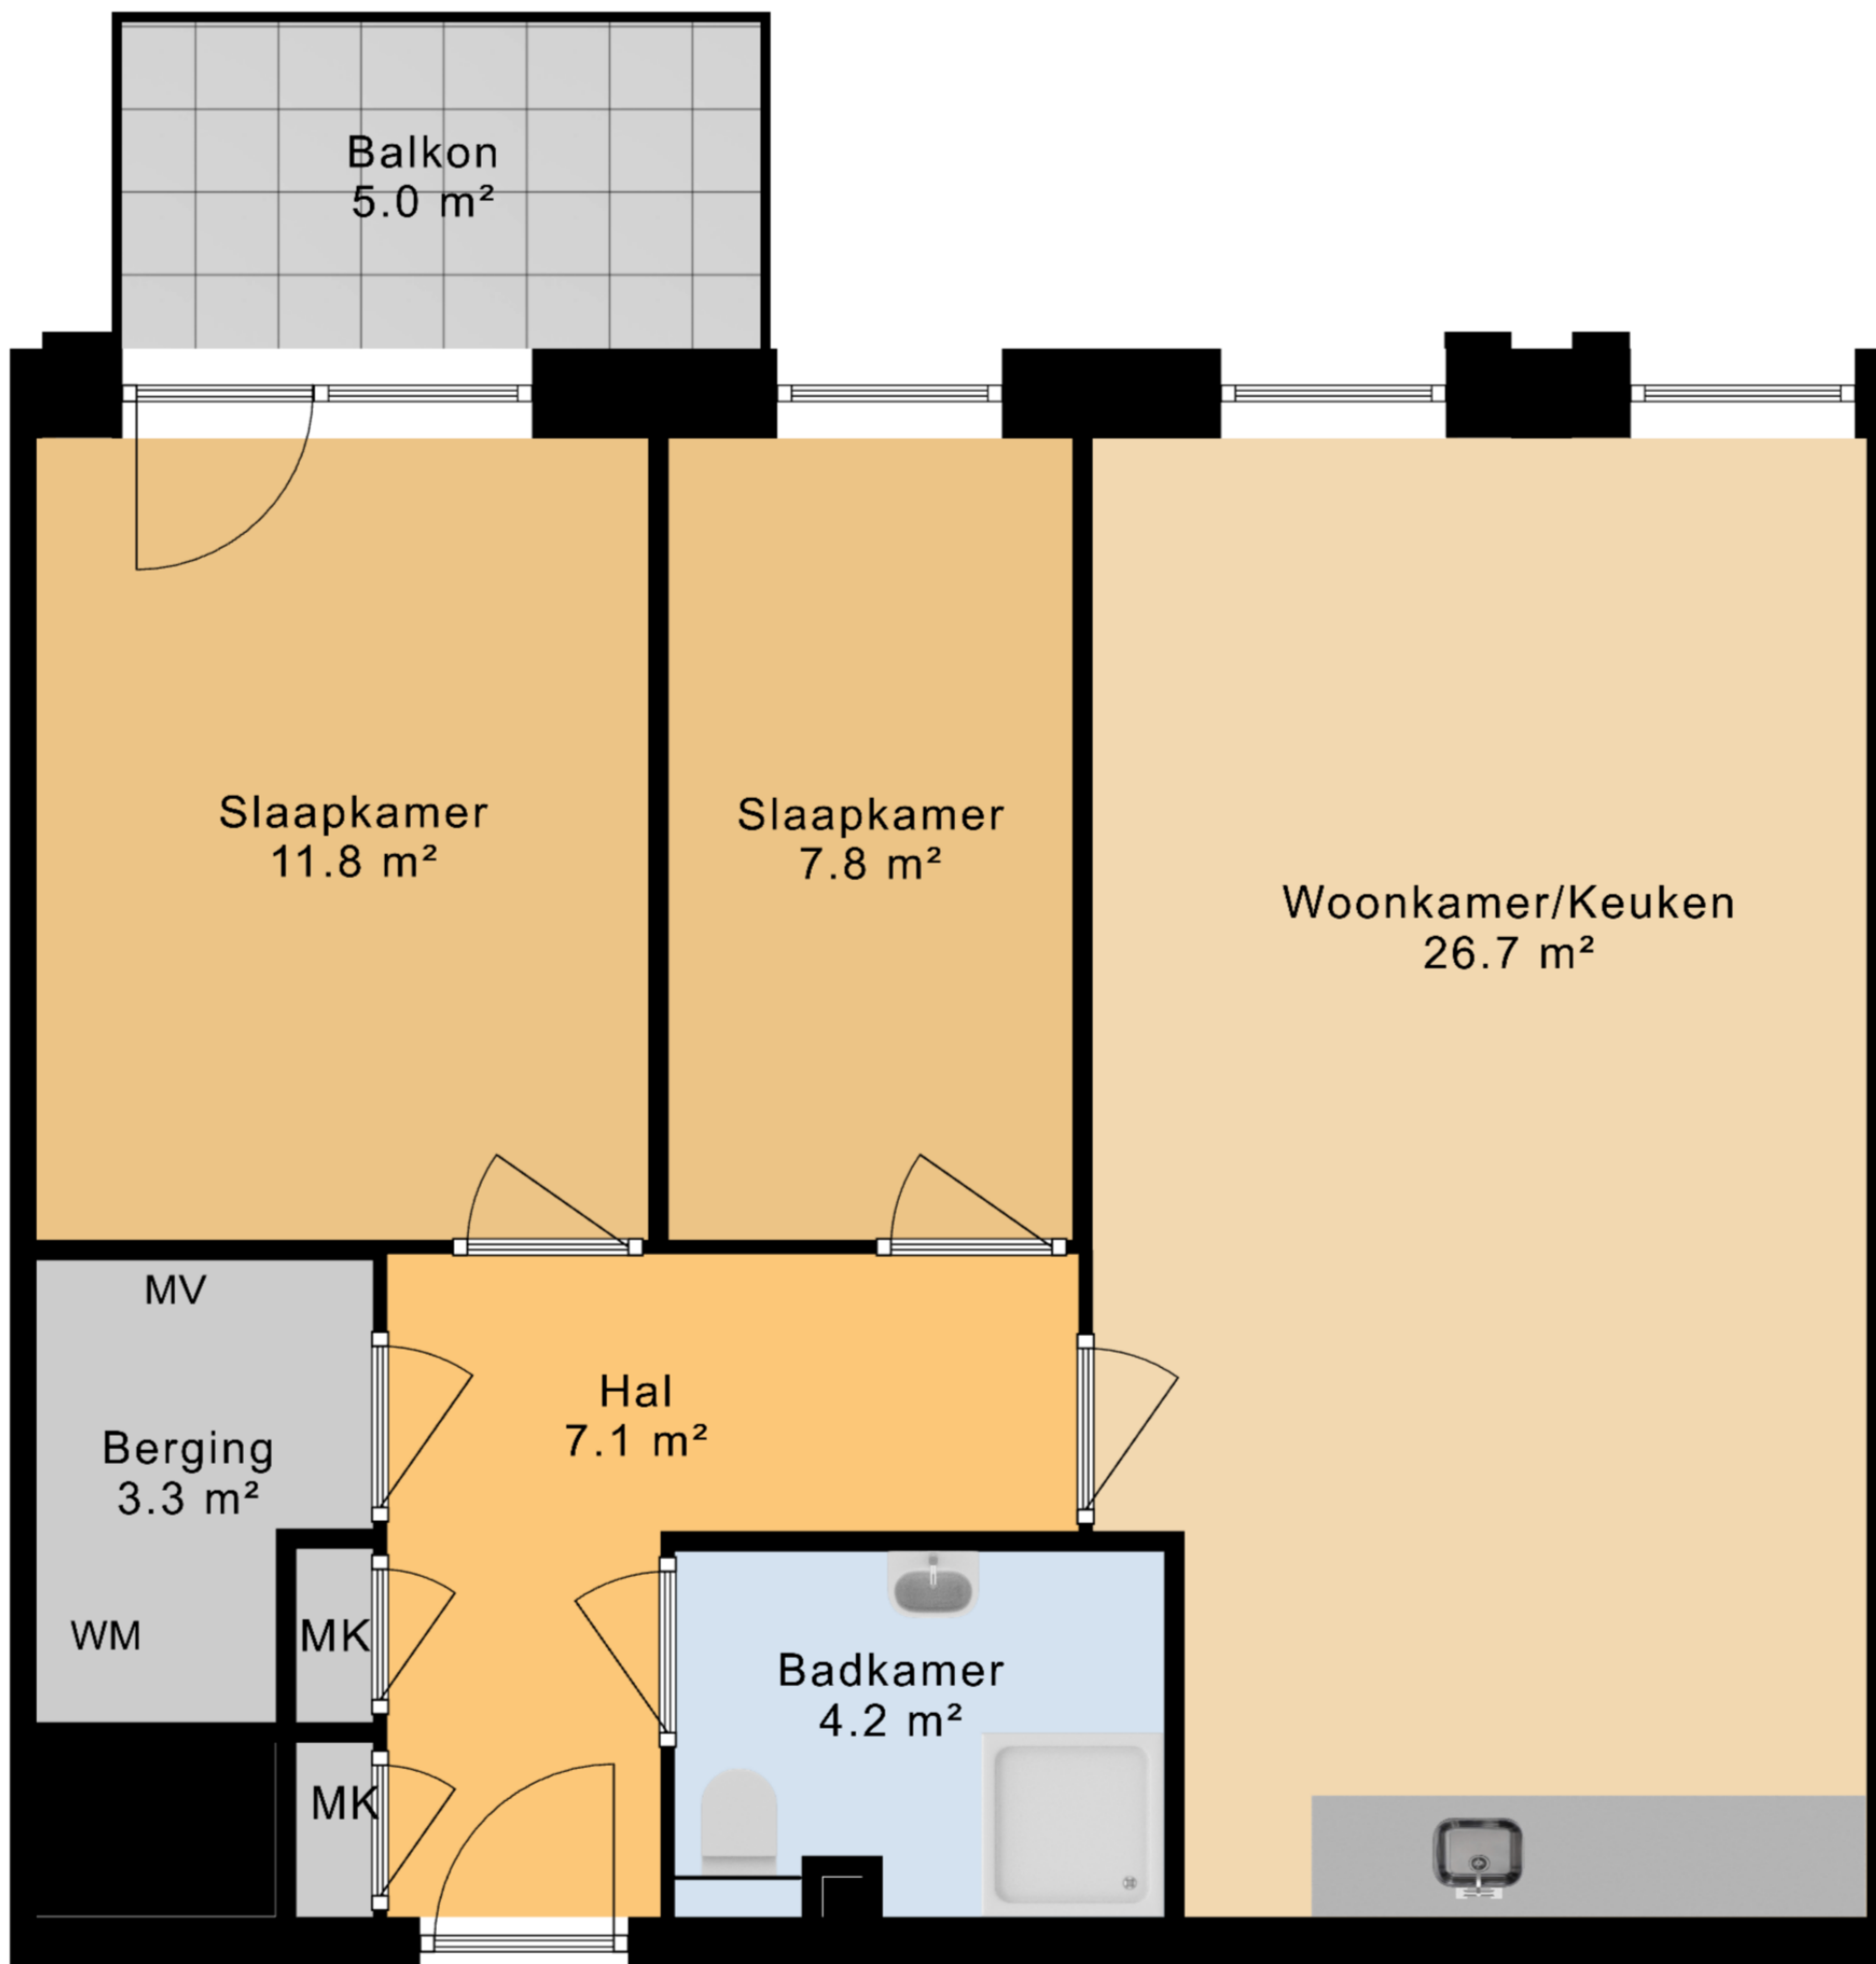 Balkon
5.0 m²
Slaapkamer
11.8 m²
Slaapkamer
7.8 m²
Woonkamer/Keuken
26.7 m²
MV
Hal
7.1 m²
Berging
3.3 m²
WM
MK
Badkamer
4.2 m²
MK